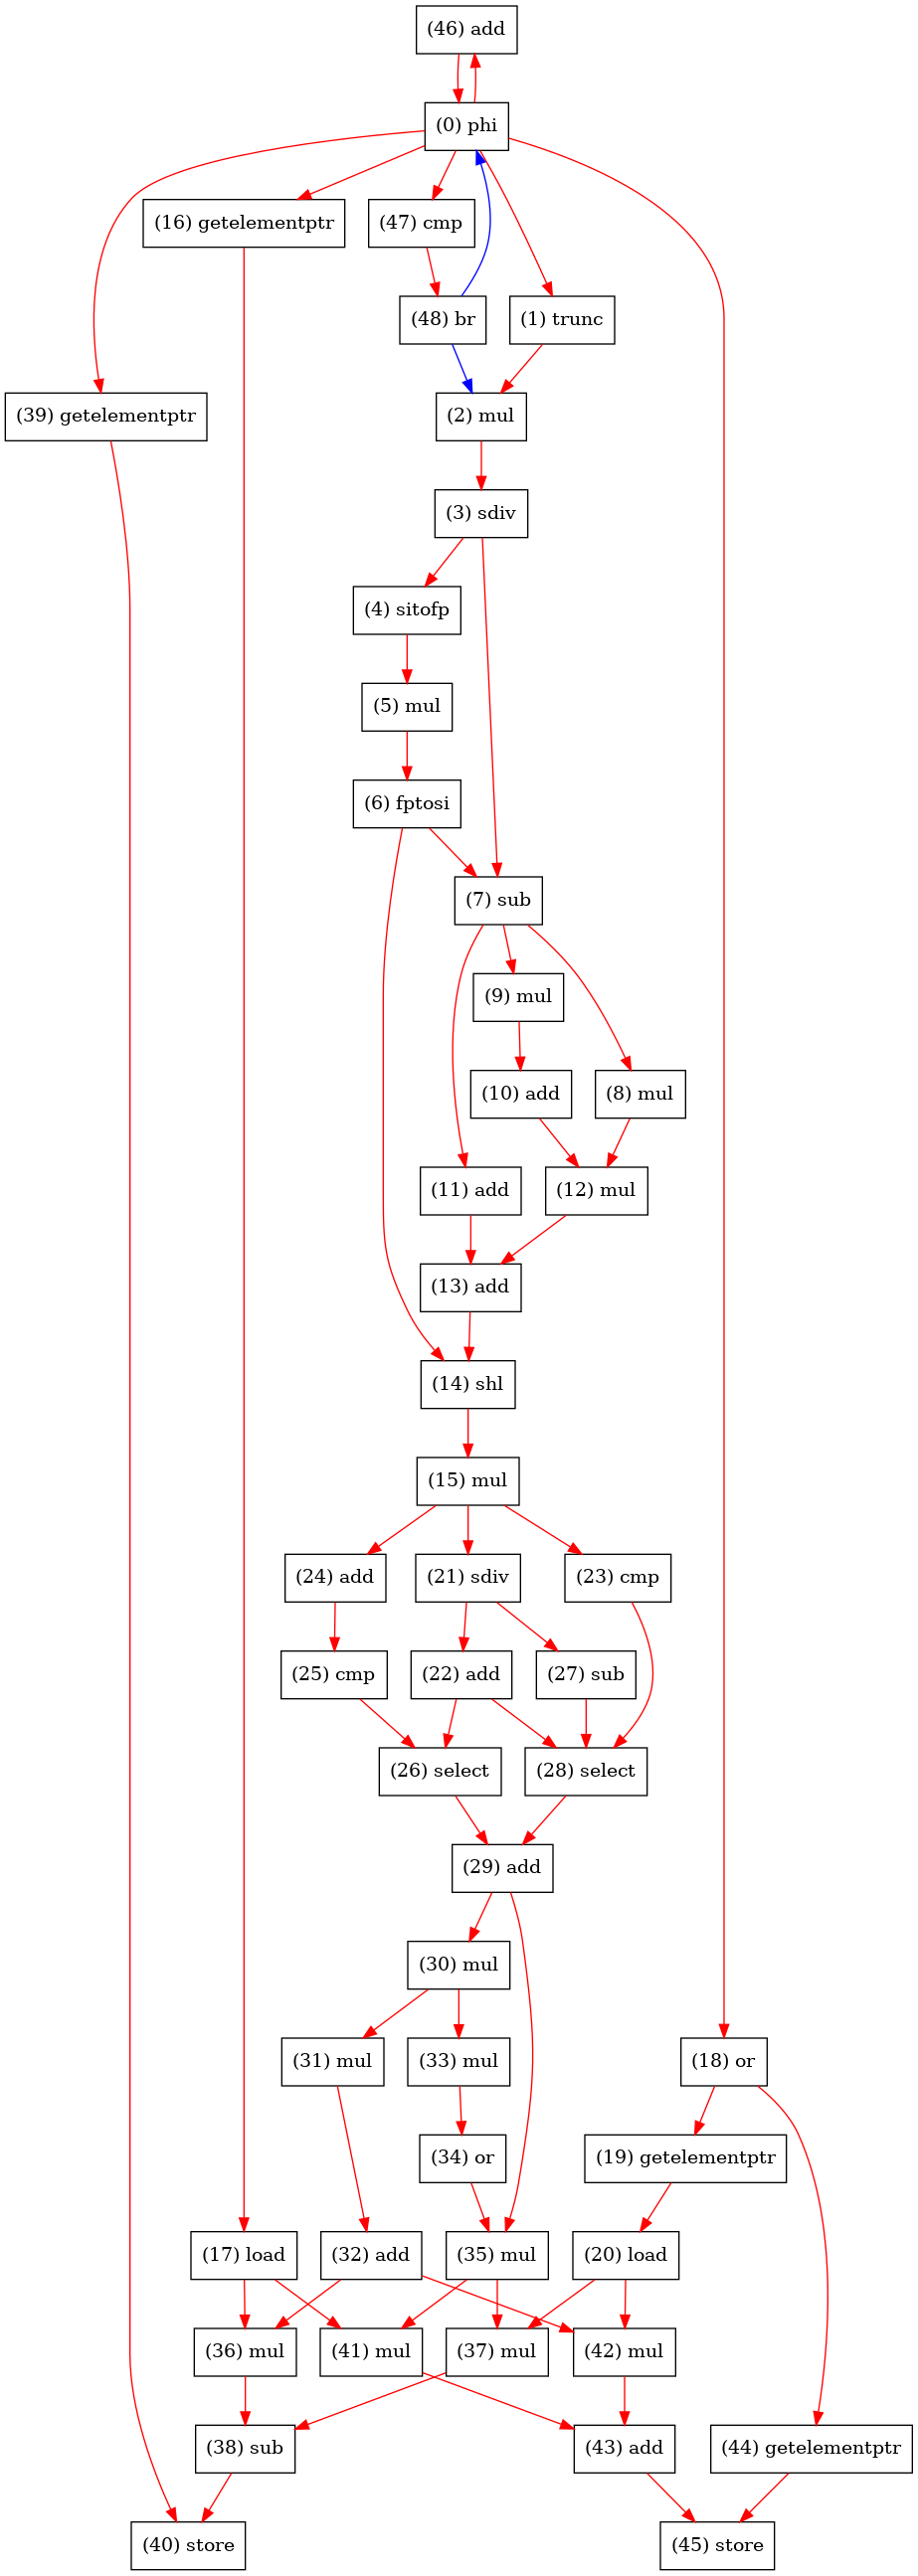 (46) add
(0) phi
(16) getelementptr
(47) cmp
(48) br
(1) trunc
(39) getelementptr
(2) mul
(3) sdiv
(4) sitofp
(5) mul
(6) fptosi
(7) sub
(9) mul
(10) add
(8) mul
(11) add
(12) mul
(13) add
(14) shl
(15) mul
(24) add
(21) sdiv
(23) cmp
(25) cmp
(22) add
(27) sub
(26) select
(28) select
(29) add
(30) mul
(31) mul
(33) mul
(18) or
(34) or
(19) getelementptr
(17) load
(32) add
(35) mul
(20) load
(36) mul
(41) mul
(37) mul
(42) mul
(38) sub
(43) add
(44) getelementptr
(40) store
(45) store